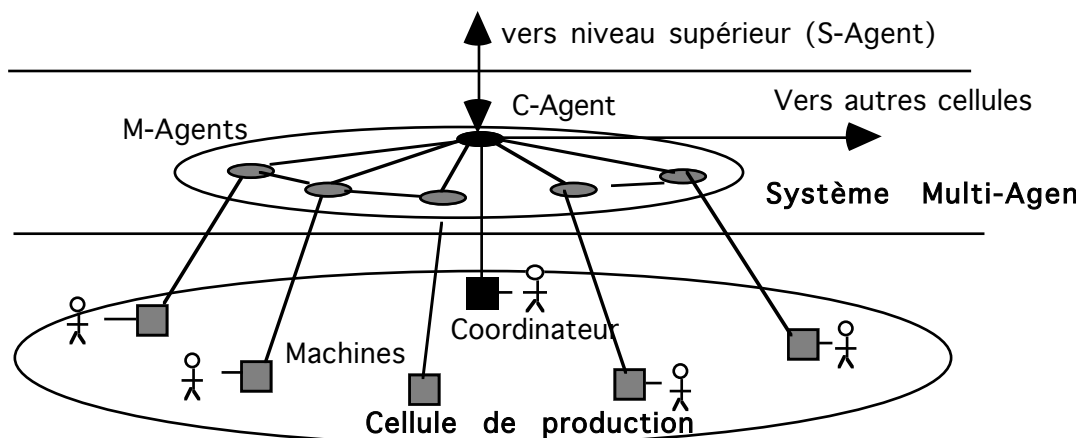 vers niveau supérieur (S-Agent)
C-Agent
Vers autres cellules
M-Agents
Système Multi-Agen
Coordinateur
Machines
Cellule de production